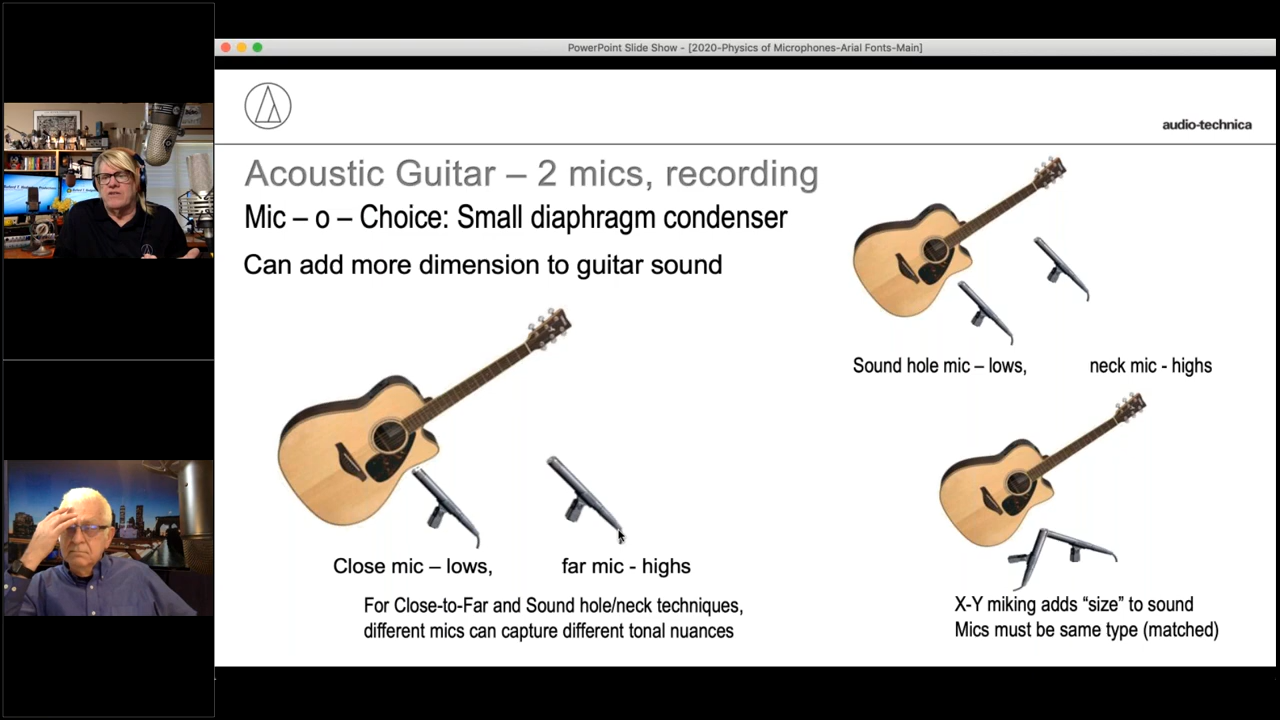 PowerPoint Slide Show - [2020-Physics of Microphones-Arial Fonts-Main]
audio-technica
Acoustic Guitar – 2 mics, recording
Mic – o – Choice: Small diaphragm condenser
Can add more dimension to guitar sound
Sound hole mic – lows, neck mic - highs
Close mic – lows, far mic - highs
For Close-to-Far and Sound hole/neck techniques,
different mics can capture different tonal nuances
X-Y miking adds “size” to sound
Mics must be same type (matched)